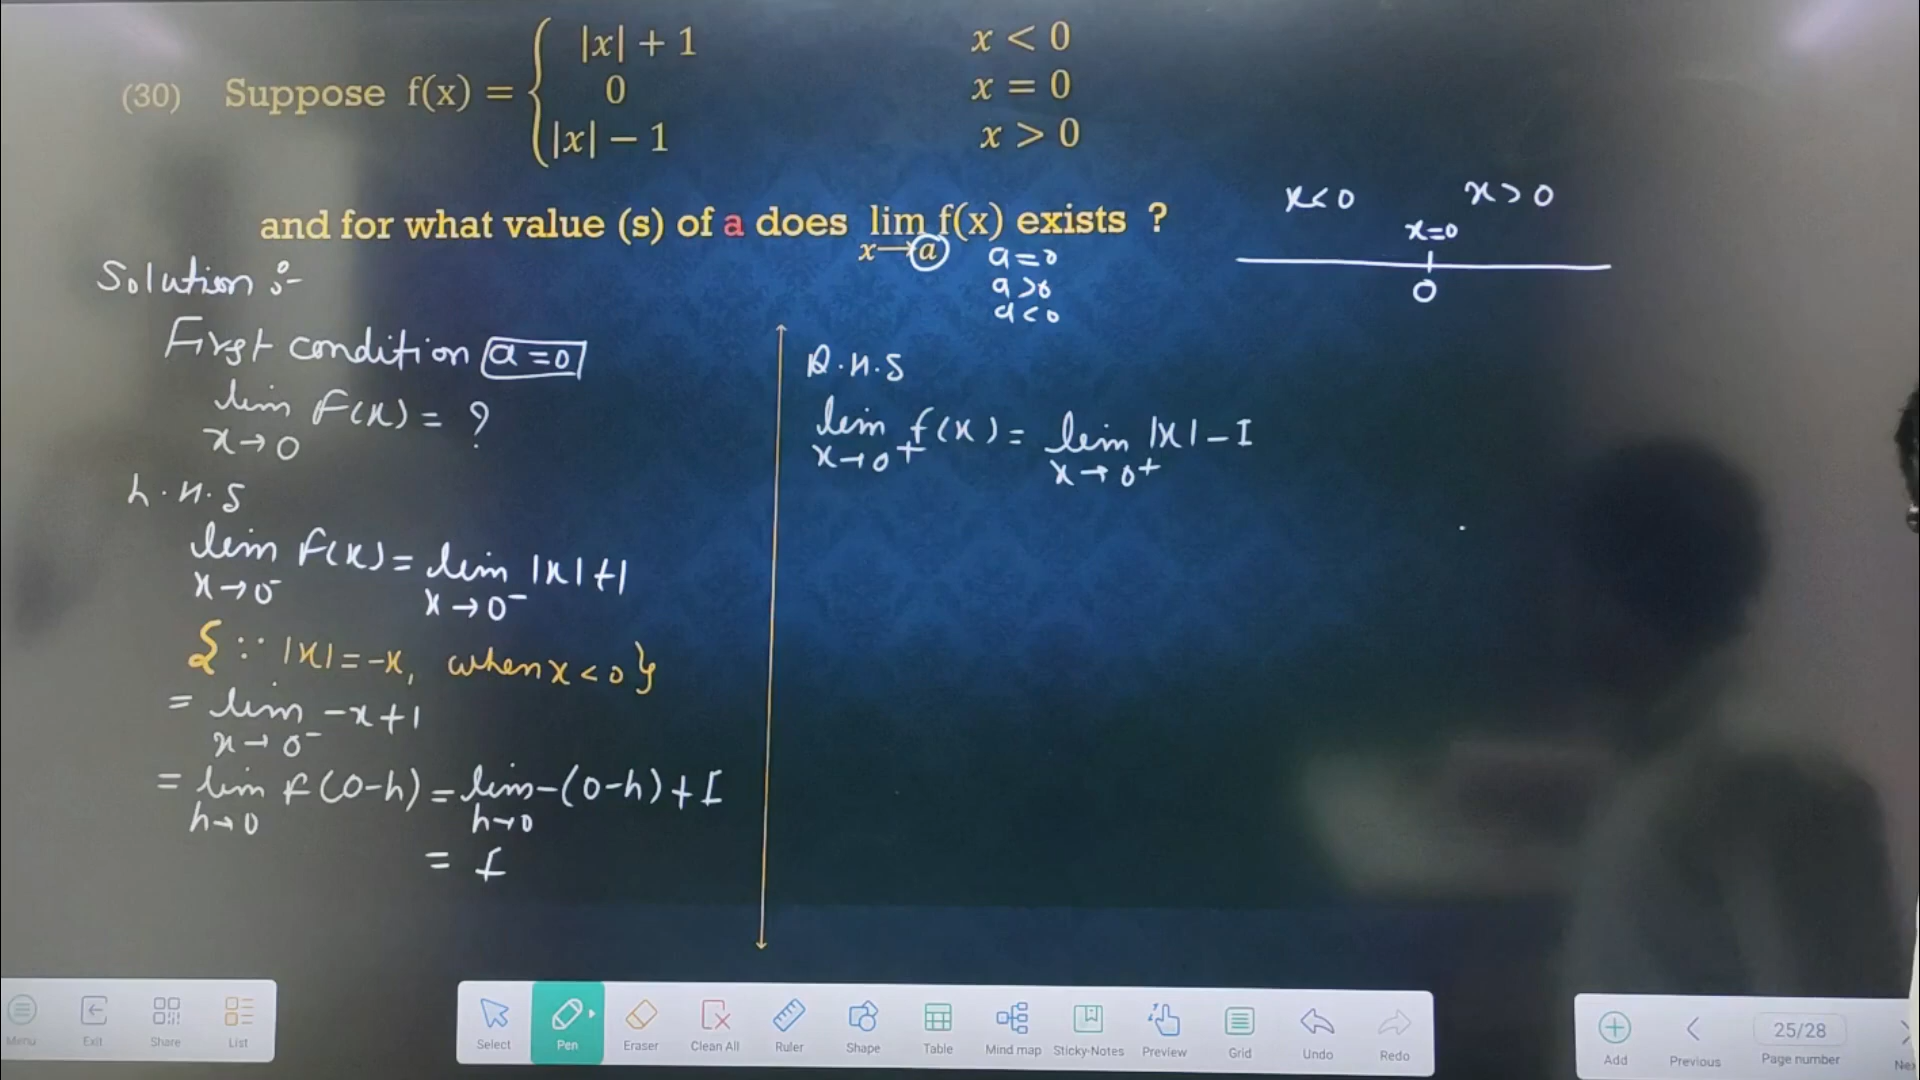 (30) Suppose f(x) = { |x| + 1 x < 0
0 x = 0
|x| − 1 x > 0
and for what value (s) of a does lim x→a f(x) exists ?
x<0 x=0 x>0
0
a=0
a>0
a<0
Solution :-
First condition a=0
lim x→0 f(x) = ?
L.H.S
lim x→0⁻ f(x) = lim x→0⁻ |x|+1
{∵ |x|=-x, when x<0}
= lim x→0⁻ -x+1
= lim h→0 f(0-h) = lim h→0 -(0-h)+1
= 1
R.H.S
lim x→0⁺ f(x) = lim x→0⁺ |x|-1
Menu Exit Share List
Select Pen Eraser Clean All Ruler Shape Table Mind map Sticky-Notes Preview Grid Undo Redo
Add Previous 25/28 Page number